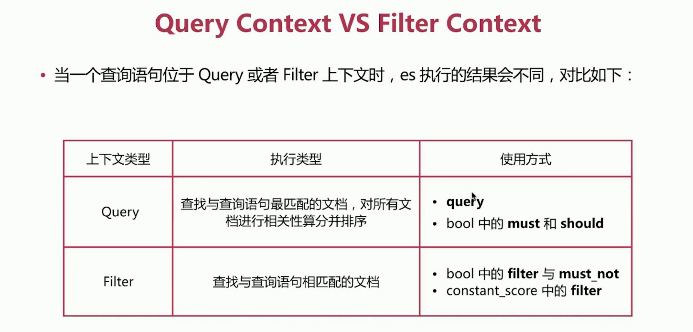 Query Context VS Filter Context
• 当一个查询语句位于 Query 或者 Filter 上下文时，es 执行的结果会不同，对比如下：
上下文类型 执行类型 使用方式
Query
查找与查询语句最匹配的文档，对所有文
档进行相关性算分并排序
• query
• bool 中的 must 和 should
Filter
查找与查询语句相匹配的文档
• bool 中的 filter 与 must_not
• constant_score 中的 filter